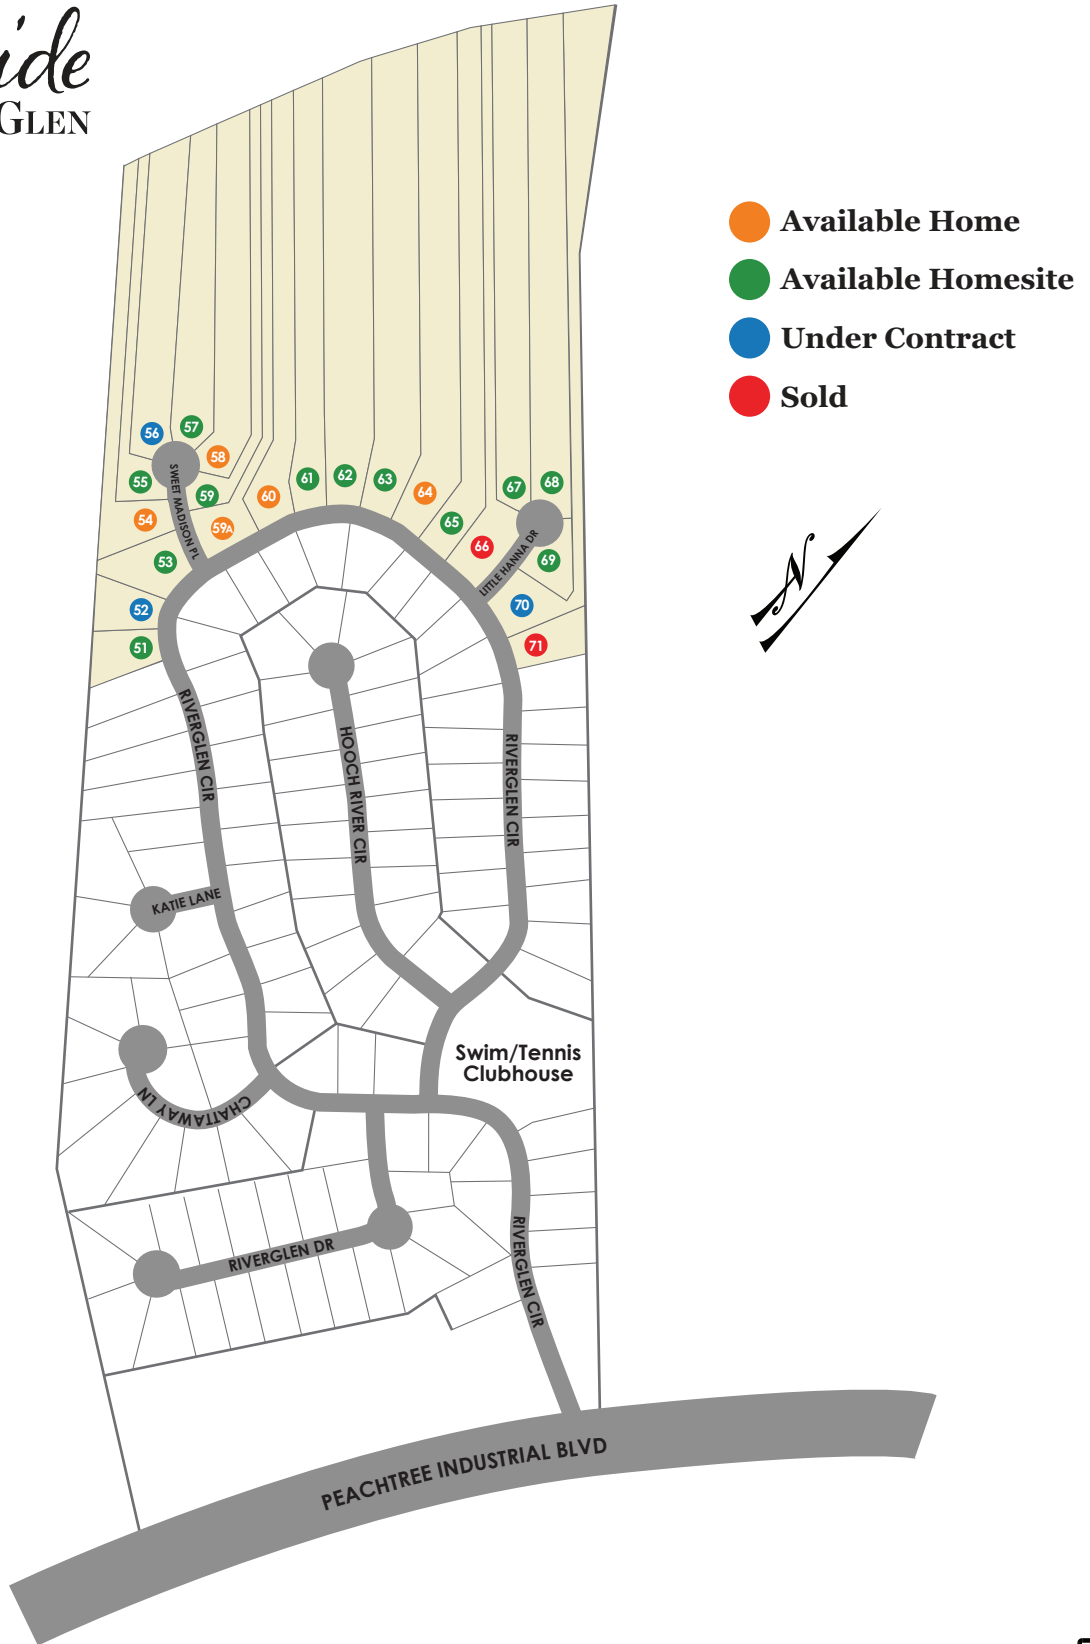 ide
GLEN
Available Home
Available Homesite
Under Contract
Sold
56
57
58
55
59
54
59A
53
52
51
60
61
62
63
64
65
66
67
68
69
70
71
SWEET MADISON PL
LITTLE HANNA DR
N
RIVERGLEN CIR
HOOCH RIVER CIR
RIVERGLEN CIR
KATIE LANE
Swim/Tennis
Clubhouse
CHATTAWAY LN
RIVERGLEN DR
RIVERGLEN CIR
PEACHTREE INDUSTRIAL BLVD